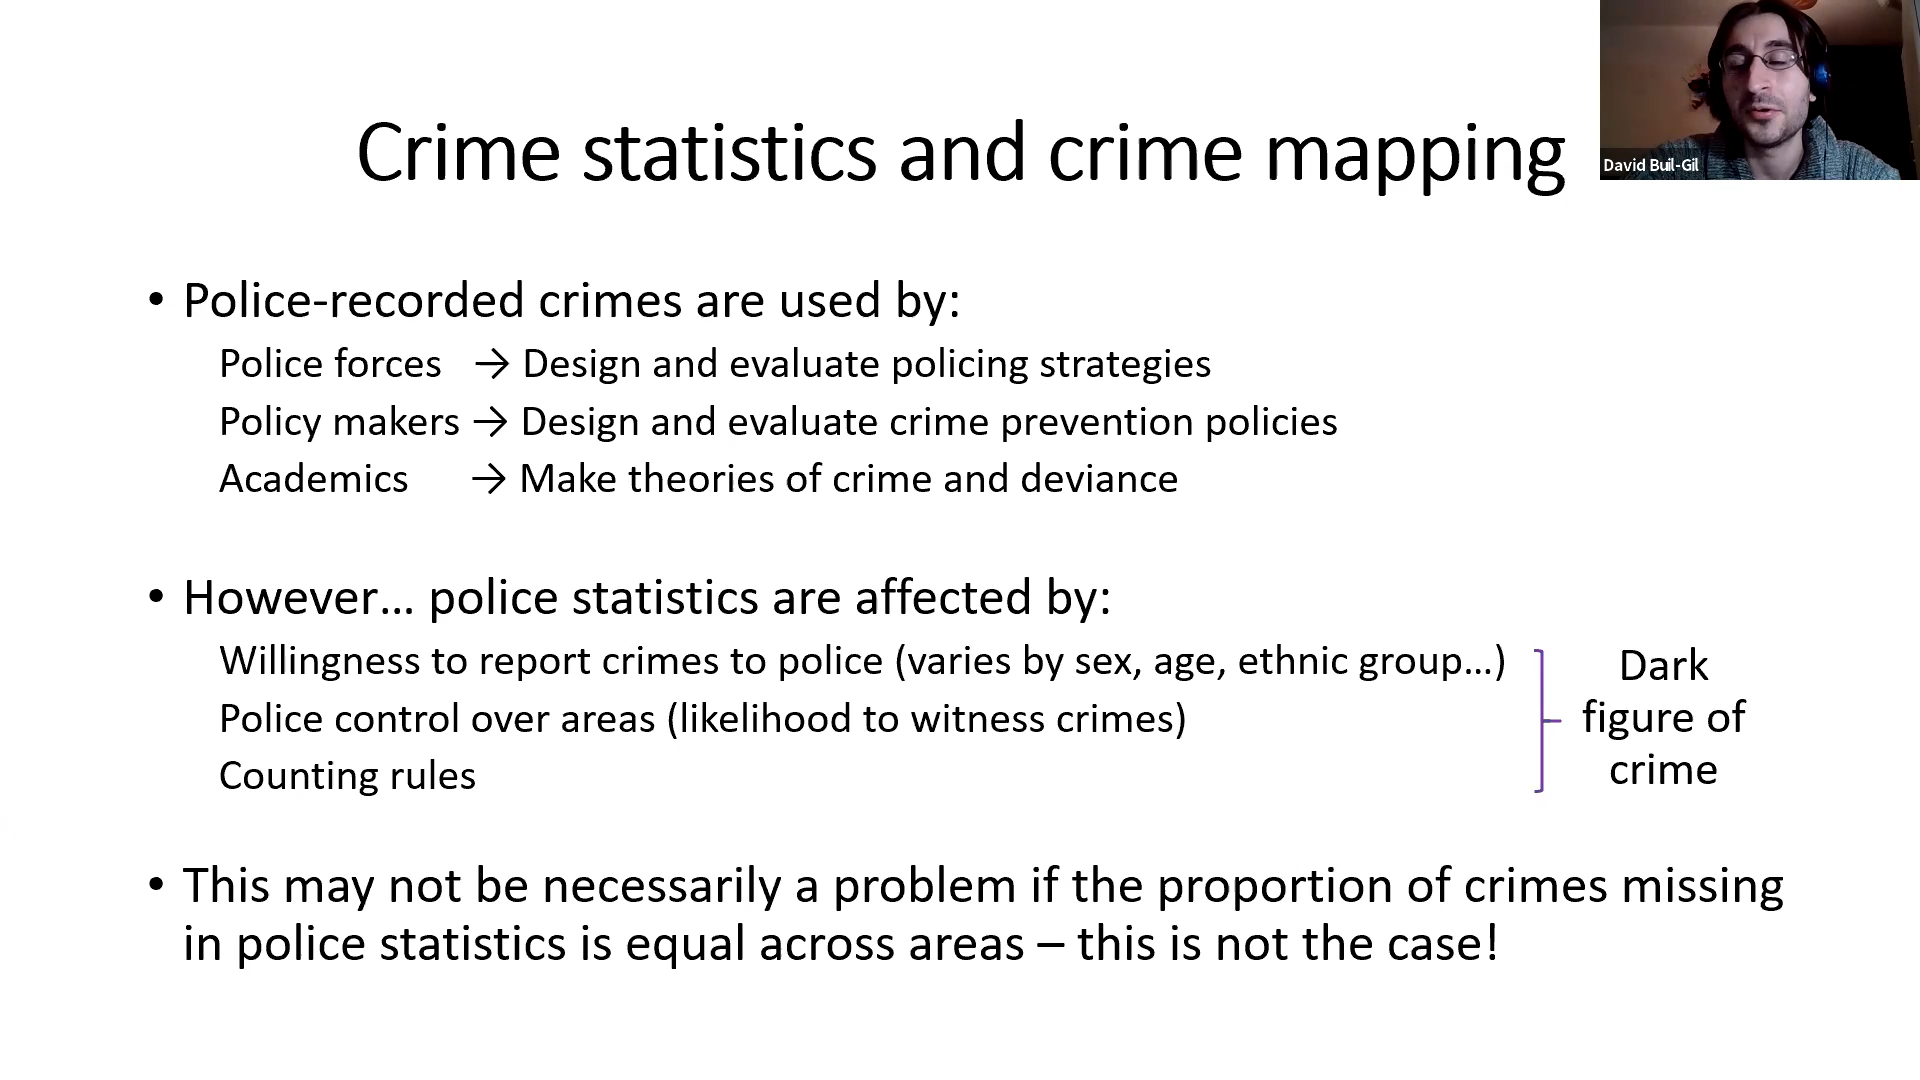 Crime statistics and crime mapping
David Buil-Gil
• Police-recorded crimes are used by:
Police forces → Design and evaluate policing strategies
Policy makers → Design and evaluate crime prevention policies
Academics → Make theories of crime and deviance
• However… police statistics are affected by:
Willingness to report crimes to police (varies by sex, age, ethnic group…)
Police control over areas (likelihood to witness crimes)
Counting rules
Dark
figure of
crime
• This may not be necessarily a problem if the proportion of crimes missing
in police statistics is equal across areas – this is not the case!